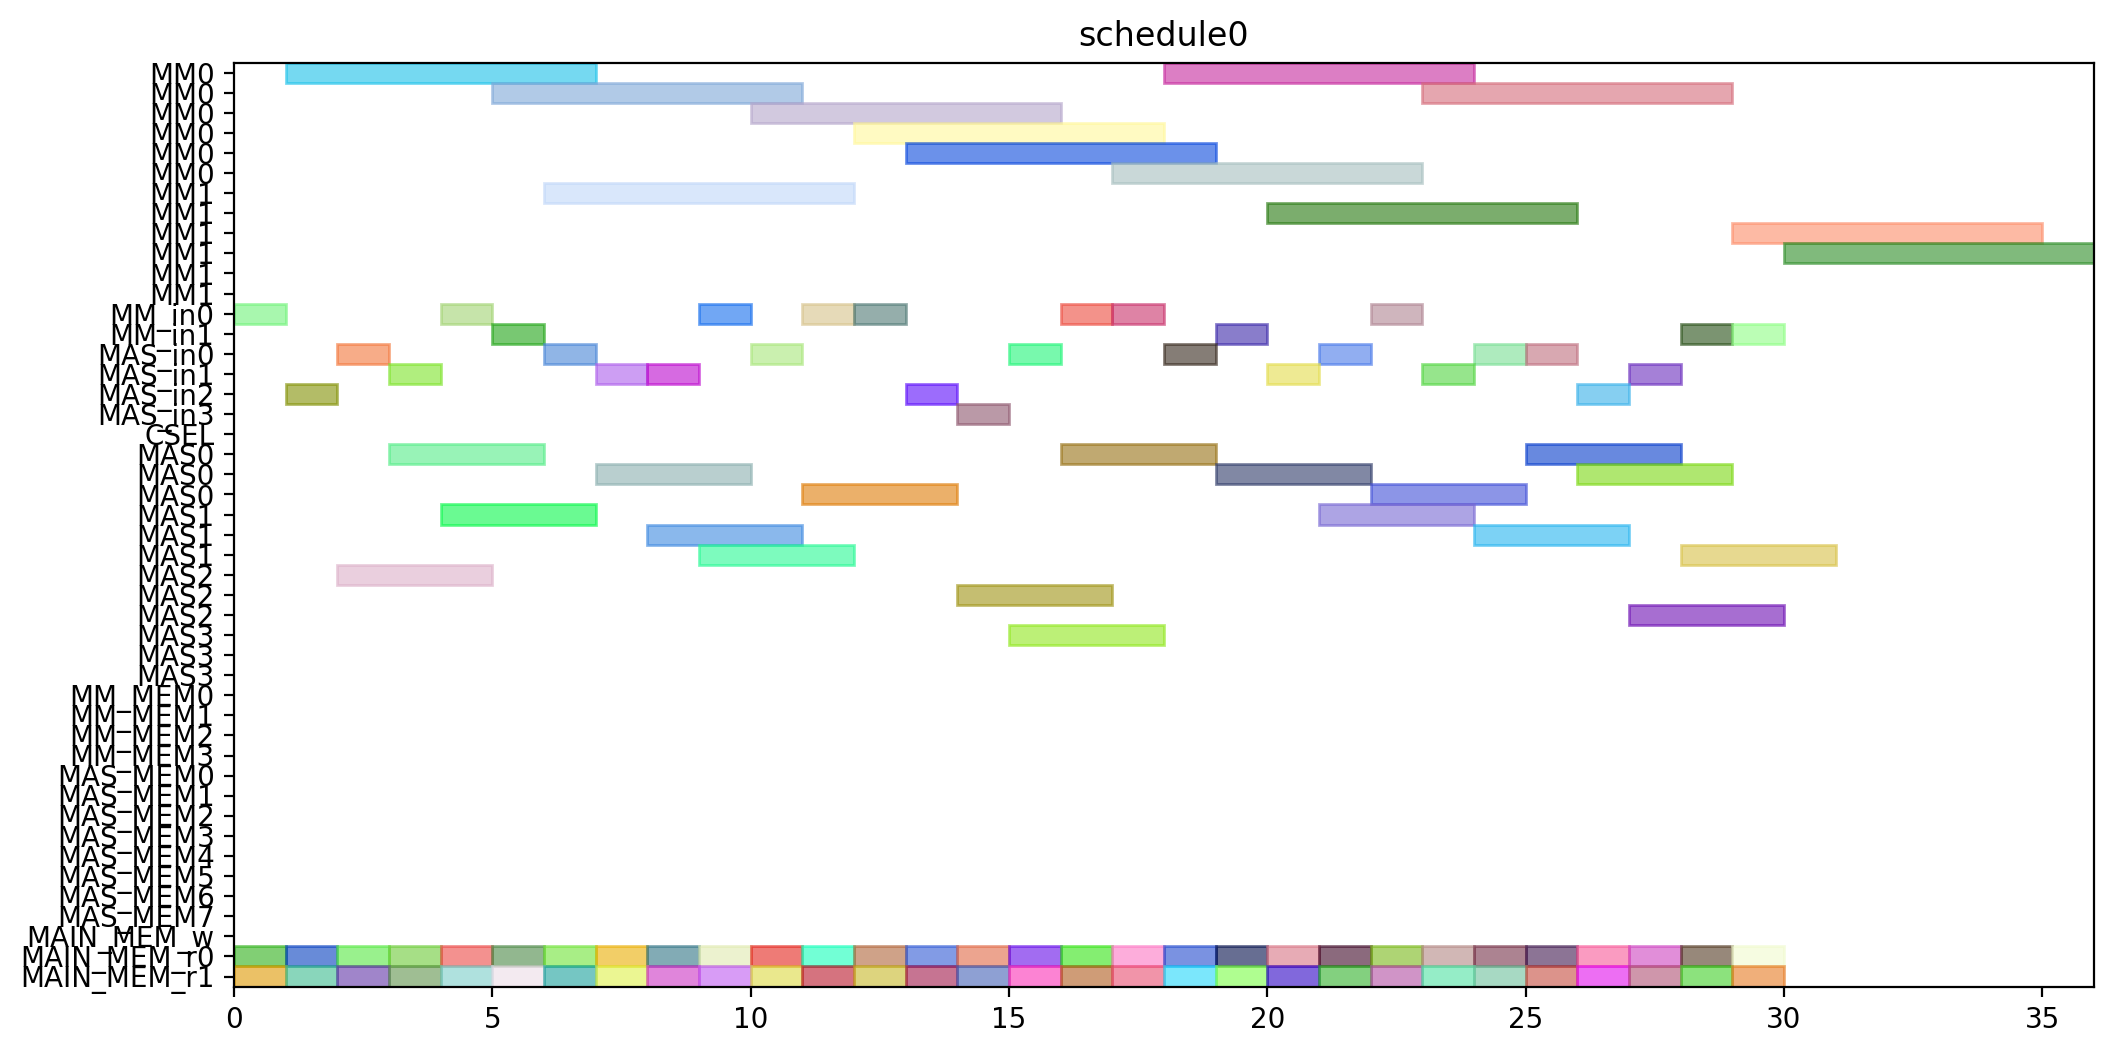 schedule0
MM0
MM0
MM0
MM0
MM0
MM0
MM1
MM1
MM1
MM1
MM1
MM1
MM_in0
MM_in1
MAS_in0
MAS_in1
MAS_in2
MAS_in3
CSEL
MAS0
MAS0
MAS0
MAS1
MAS1
MAS1
MAS2
MAS2
MAS2
MAS3
MAS3
MAS3
MM_MEM0
MM_MEM1
MM_MEM2
MM_MEM3
MAS_MEM0
MAS_MEM1
MAS_MEM2
MAS_MEM3
MAS_MEM4
MAS_MEM5
MAS_MEM6
MAS_MEM7
MAIN_MEM_w
MAIN_MEM_r0
MAIN_MEM_r1
0 5 10 15 20 25 30 35